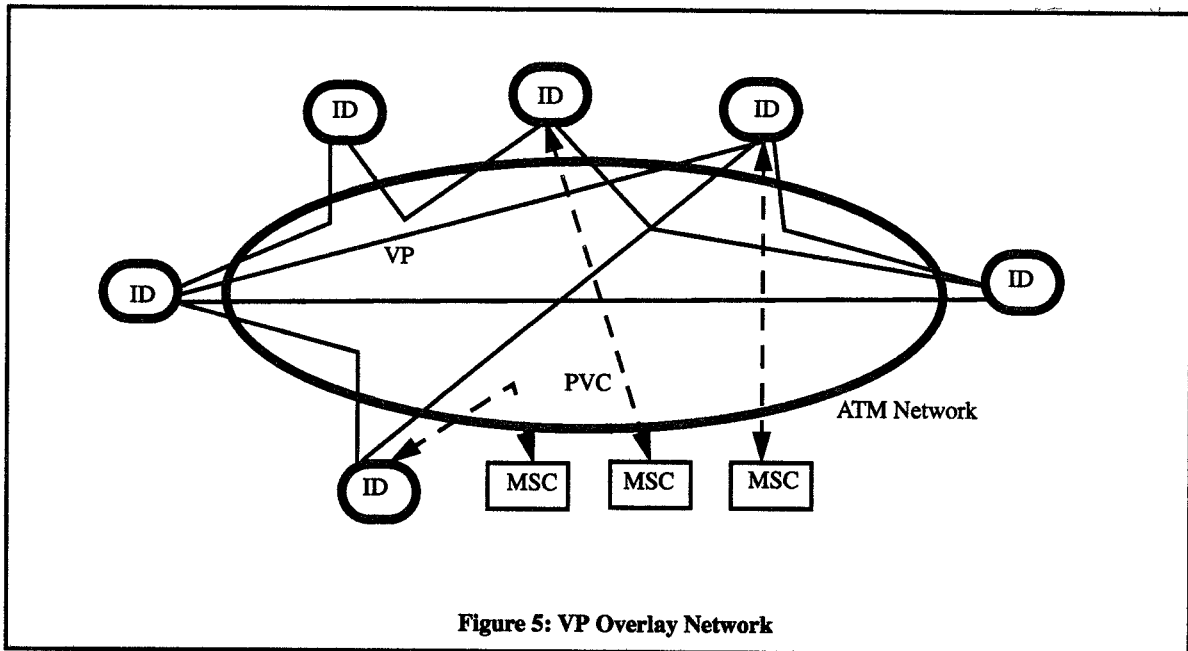 ID
ID
ID
VP
ID
ID
PVC
ATM Network
ID
MSC
MSC
MSC
Figure 5: VP Overlay Network